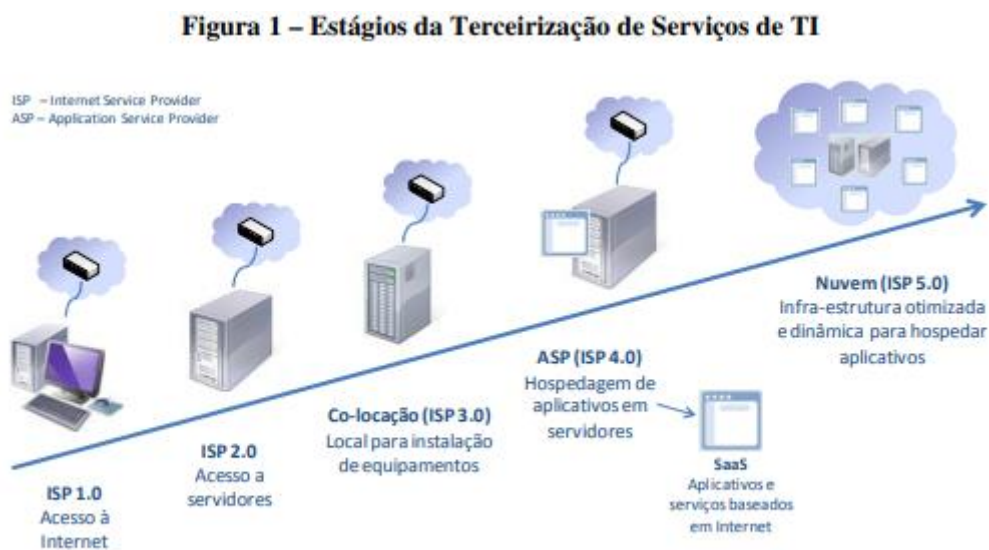 Figura 1 – Estágios da Terceirização de Serviços de TI
ISP – Internet Service Provider
ASP – Application Service Provider
ISP 1.0
Acesso à
Internet
ISP 2.0
Acesso a
servidores
Co-locação (ISP 3.0)
Local para instalação
de equipamentos
ASP (ISP 4.0)
Hospedagem de
aplicativos em
servidores
SaaS
Aplicativos e
serviços baseados
em Internet
Nuvem (ISP 5.0)
Infra-estrutura otimizada
e dinâmica para hospedar
aplicativos